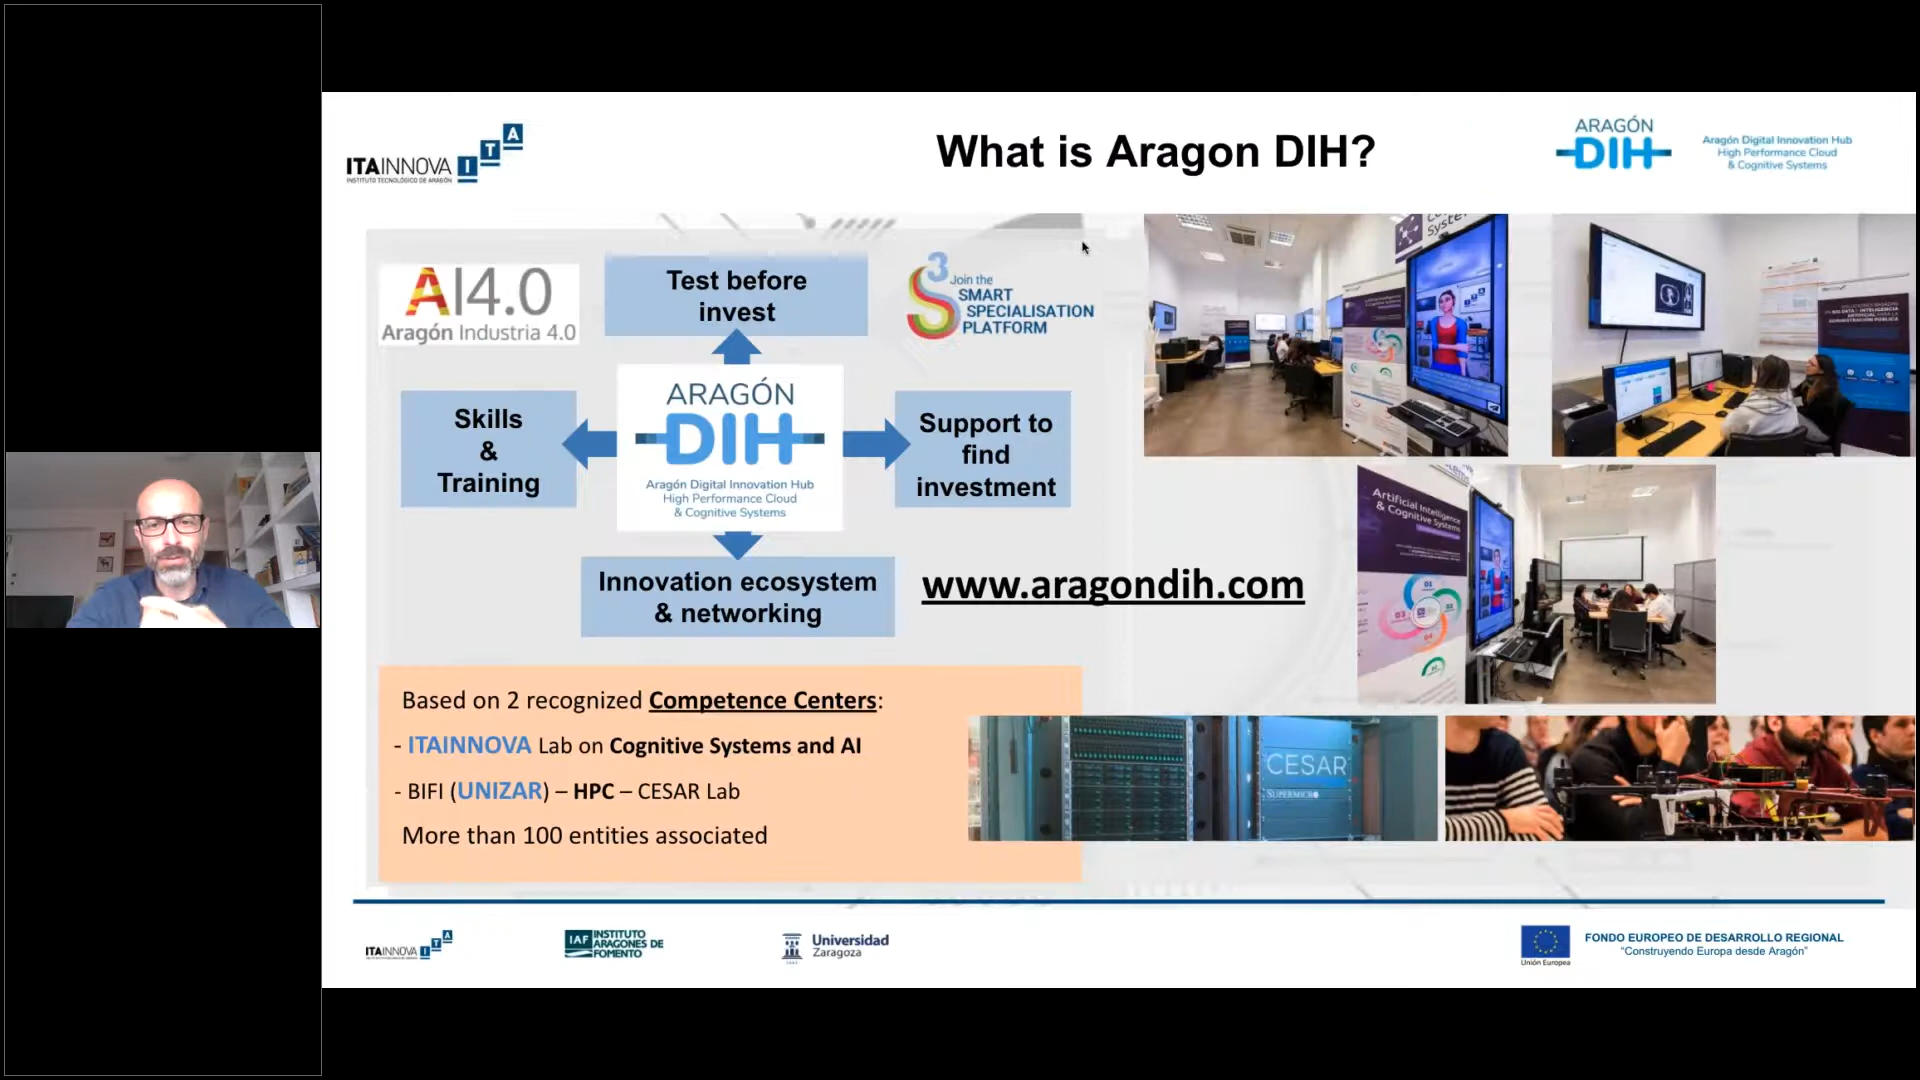 ITAINNOVA
INSTITUTO TECNOLÓGICO DE ARAGÓN
I T A
What is Aragon DIH?
ARAGÓN
DIH
Aragón Digital Innovation Hub
High Performance Cloud
& Cognitive Systems
AI4.0
Aragón Industria 4.0
Test before
invest
S3
Join the
SMART
SPECIALISATION
PLATFORM
Skills
&
Training
ARAGÓN
DIH
Aragón Digital Innovation Hub
High Performance Cloud
& Cognitive Systems
Support to
find
investment
Innovation ecosystem
& networking
www.aragondih.com
Artificial Intelligence
& Cognitive Systems
Based on 2 recognized Competence Centers:
- ITAINNOVA Lab on Cognitive Systems and AI
- BIFI (UNIZAR) – HPC – CESAR Lab
More than 100 entities associated
CESAR
SUPERMICRO
ITAINNOVA I T A
IAF INSTITUTO
ARAGONES DE
FOMENTO
Universidad
Zaragoza
Unión Europea
FONDO EUROPEO DE DESARROLLO REGIONAL
“Construyendo Europa desde Aragón”